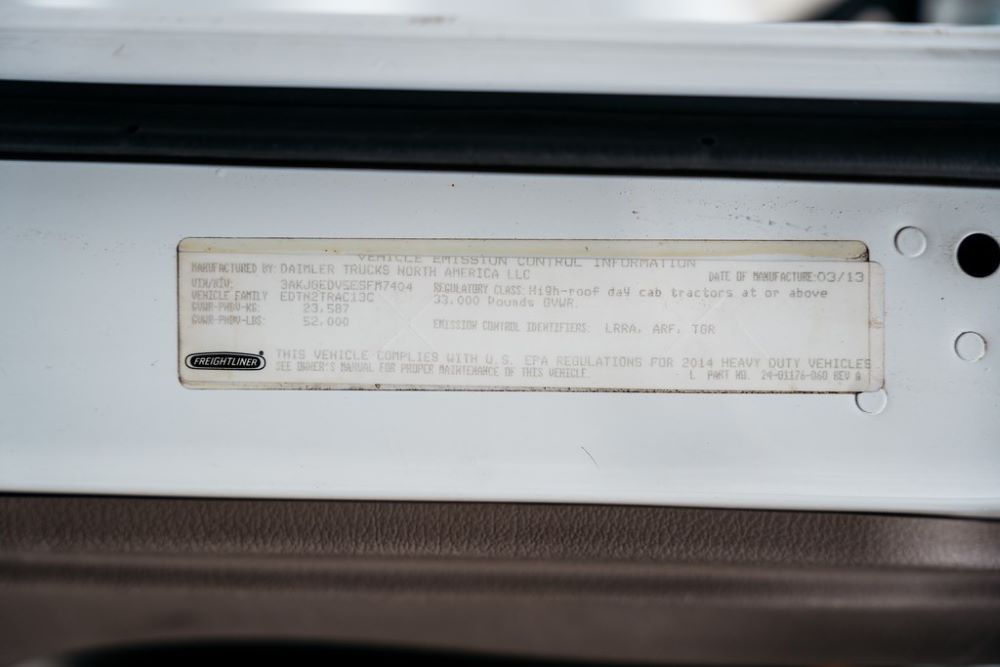 VEHICLE EMISSION CONTROL INFORMATION
MANUFACTURED BY: DAIMLER TRUCKS NORTH AMERICA LLC DATE OF MANUFACTURE: 03/13
VIN/NIV: 3AKJGEDV5ESFM7404 REGULATORY CLASS: High-roof day cab tractors at or above
VEHICLE FAMILY EDTN2TRAC13C 33,000 Pounds GVWR.
GVWR-PNBV-KG: 23,587
GVWR-PNBV-LBS: 52,000 EMISSION CONTROL IDENTIFIERS: LRRA, ARF, TGR
FREIGHTLINER THIS VEHICLE COMPLIES WITH U.S. EPA REGULATIONS FOR 2014 HEAVY DUTY VEHICLES
SEE OWNER'S MANUAL FOR PROPER MAINTENANCE OF THIS VEHICLE. L PART NO. 24-01176-060 REV A